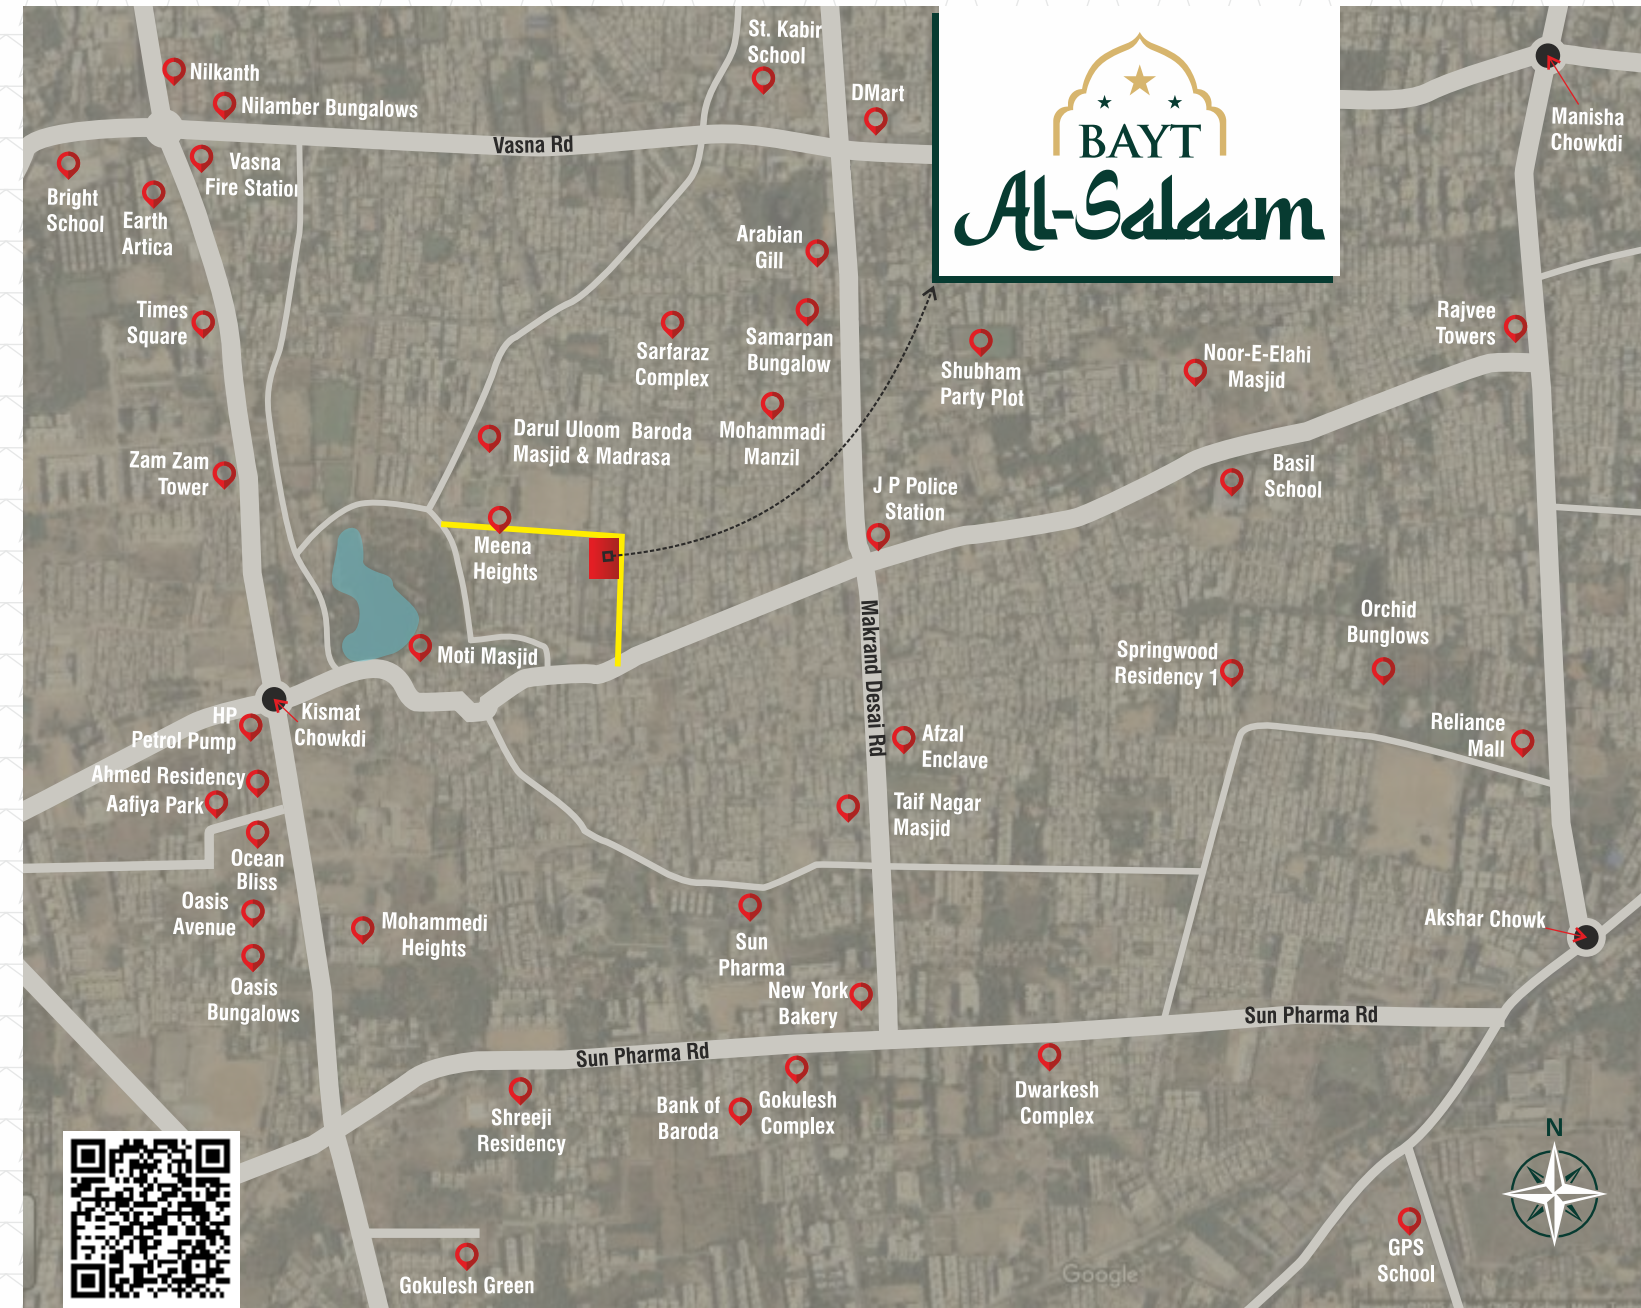 St. Kabir
School
Nilkanth
Nilamber Bungalows
DMart
BAYT
Al-Salaam
Manisha
Chowkdi
Vasna Rd
Bright
School
Earth
Artica
Vasna
Fire Station
Arabian
Gill
Times
Square
Sarfaraz
Complex
Samarpan
Bungalow
Shubham
Party Plot
Noor-E-Elahi
Masjid
Rajvee
Towers
Zam Zam
Tower
Darul Uloom Baroda
Masjid & Madrasa
Mohammadi
Manzil
J P Police
Station
Basil
School
Meena
Heights
Moti Masjid
Makrand Desai Rd
Springwood
Residency 1
Orchid
Bunglows
HP
Petrol Pump
Kismat
Chowkdi
Afzal
Enclave
Reliance
Mall
Ahmed Residency
Aafiya Park
Taif Nagar
Masjid
Ocean
Bliss
Oasis
Avenue
Mohammedi
Heights
Oasis
Bungalows
Sun
Pharma
New York
Bakery
Akshar Chowk
Sun Pharma Rd
Sun Pharma Rd
Shreeji
Residency
Bank of
Baroda
Gokulesh
Complex
Dwarkesh
Complex
N
GPS
School
Gokulesh Green
Google